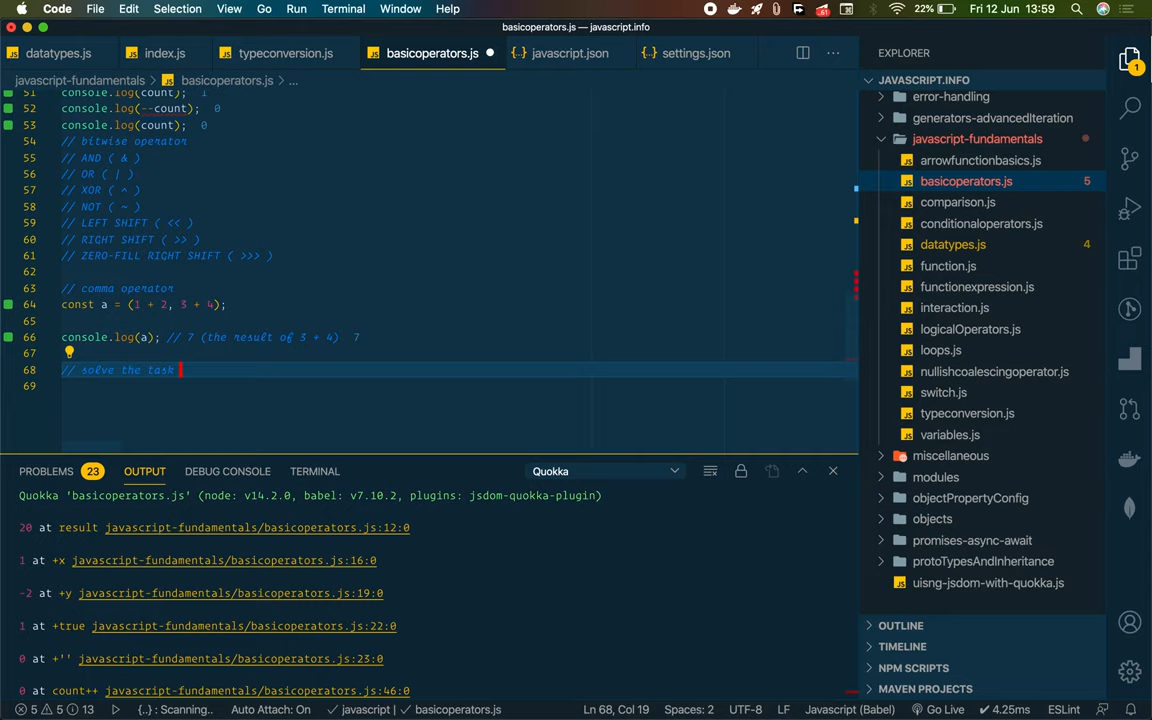 Code File Edit Selection View Go Run Terminal Window Help 61 22% Fri 12 Jun 13:59
basicoperators.js — javascript.info
datatypes.js index.js typeconversion.js basicoperators.js javascript.json settings.json
javascript-fundamentals > basicoperators.js > ...
51 console.log(count); 1
52 console.log(--count); 0
53 console.log(count); 0
54 // bitwise operator
55 // AND ( & )
56 // OR ( | )
57 // XOR ( ^ )
58 // NOT ( ~ )
59 // LEFT SHIFT ( << )
60 // RIGHT SHIFT ( >> )
61 // ZERO-FILL RIGHT SHIFT ( >>> )
62
63 // comma operator
64 const a = (1 + 2, 3 + 4);
65
66 console.log(a); // 7 (the result of 3 + 4) 7
67
68 // solve the task
69
PROBLEMS 23 OUTPUT DEBUG CONSOLE TERMINAL Quokka
Quokka 'basicoperators.js' (node: v14.2.0, babel: v7.10.2, plugins: jsdom-quokka-plugin)
20 at result javascript-fundamentals/basicoperators.js:12:0
1 at +x javascript-fundamentals/basicoperators.js:16:0
-2 at +y javascript-fundamentals/basicoperators.js:19:0
1 at +true javascript-fundamentals/basicoperators.js:22:0
0 at +'' javascript-fundamentals/basicoperators.js:23:0
0 at count++ javascript-fundamentals/basicoperators.js:46:0
EXPLORER
JAVASCRIPT.INFO
error-handling
generators-advancedIteration
javascript-fundamentals
arrowfunctionbasics.js
basicoperators.js 5
comparison.js
conditionaloperators.js
datatypes.js 4
function.js
functionexpression.js
interaction.js
logicalOperators.js
loops.js
nullishcoalescingoperator.js
switch.js
typeconversion.js
variables.js
miscellaneous
modules
objectPropertyConfig
objects
promises-async-await
protoTypesAndInheritance
uisng-jsdom-with-quokka.js
OUTLINE
TIMELINE
NPM SCRIPTS
MAVEN PROJECTS
1
5 5 13 {..} : Scanning.. Auto Attach: On javascript | basicoperators.js Ln 68, Col 19 Spaces: 2 UTF-8 LF Javascript (Babel) Go Live 4.25ms ESLint